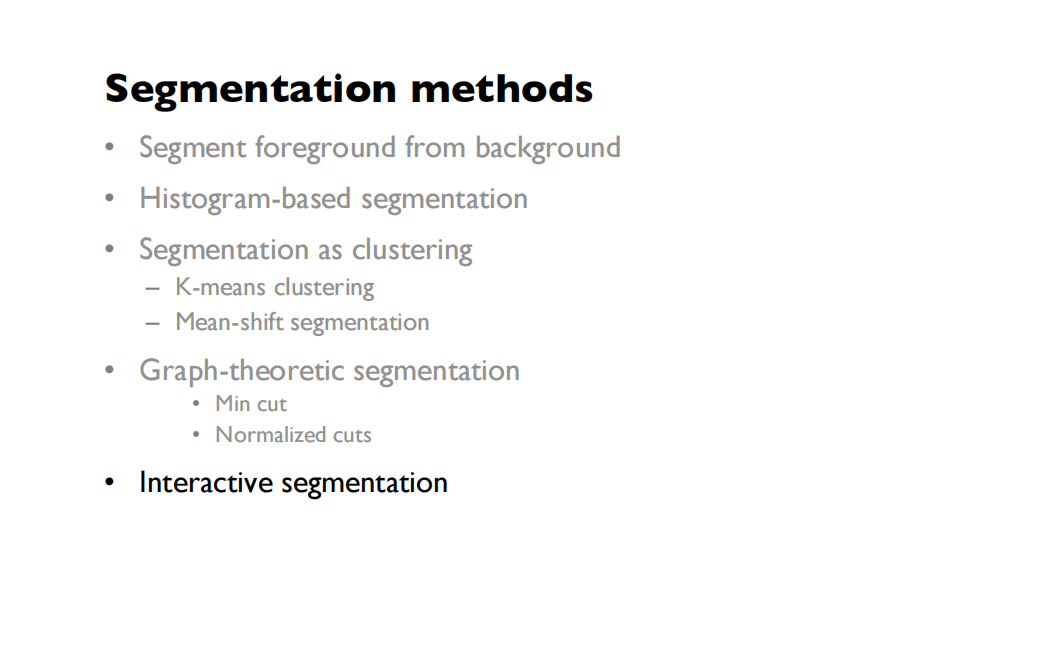 Segmentation methods
• Segment foreground from background
• Histogram-based segmentation
• Segmentation as clustering
– K-means clustering
– Mean-shift segmentation
• Graph-theoretic segmentation
• Min cut
• Normalized cuts
• Interactive segmentation